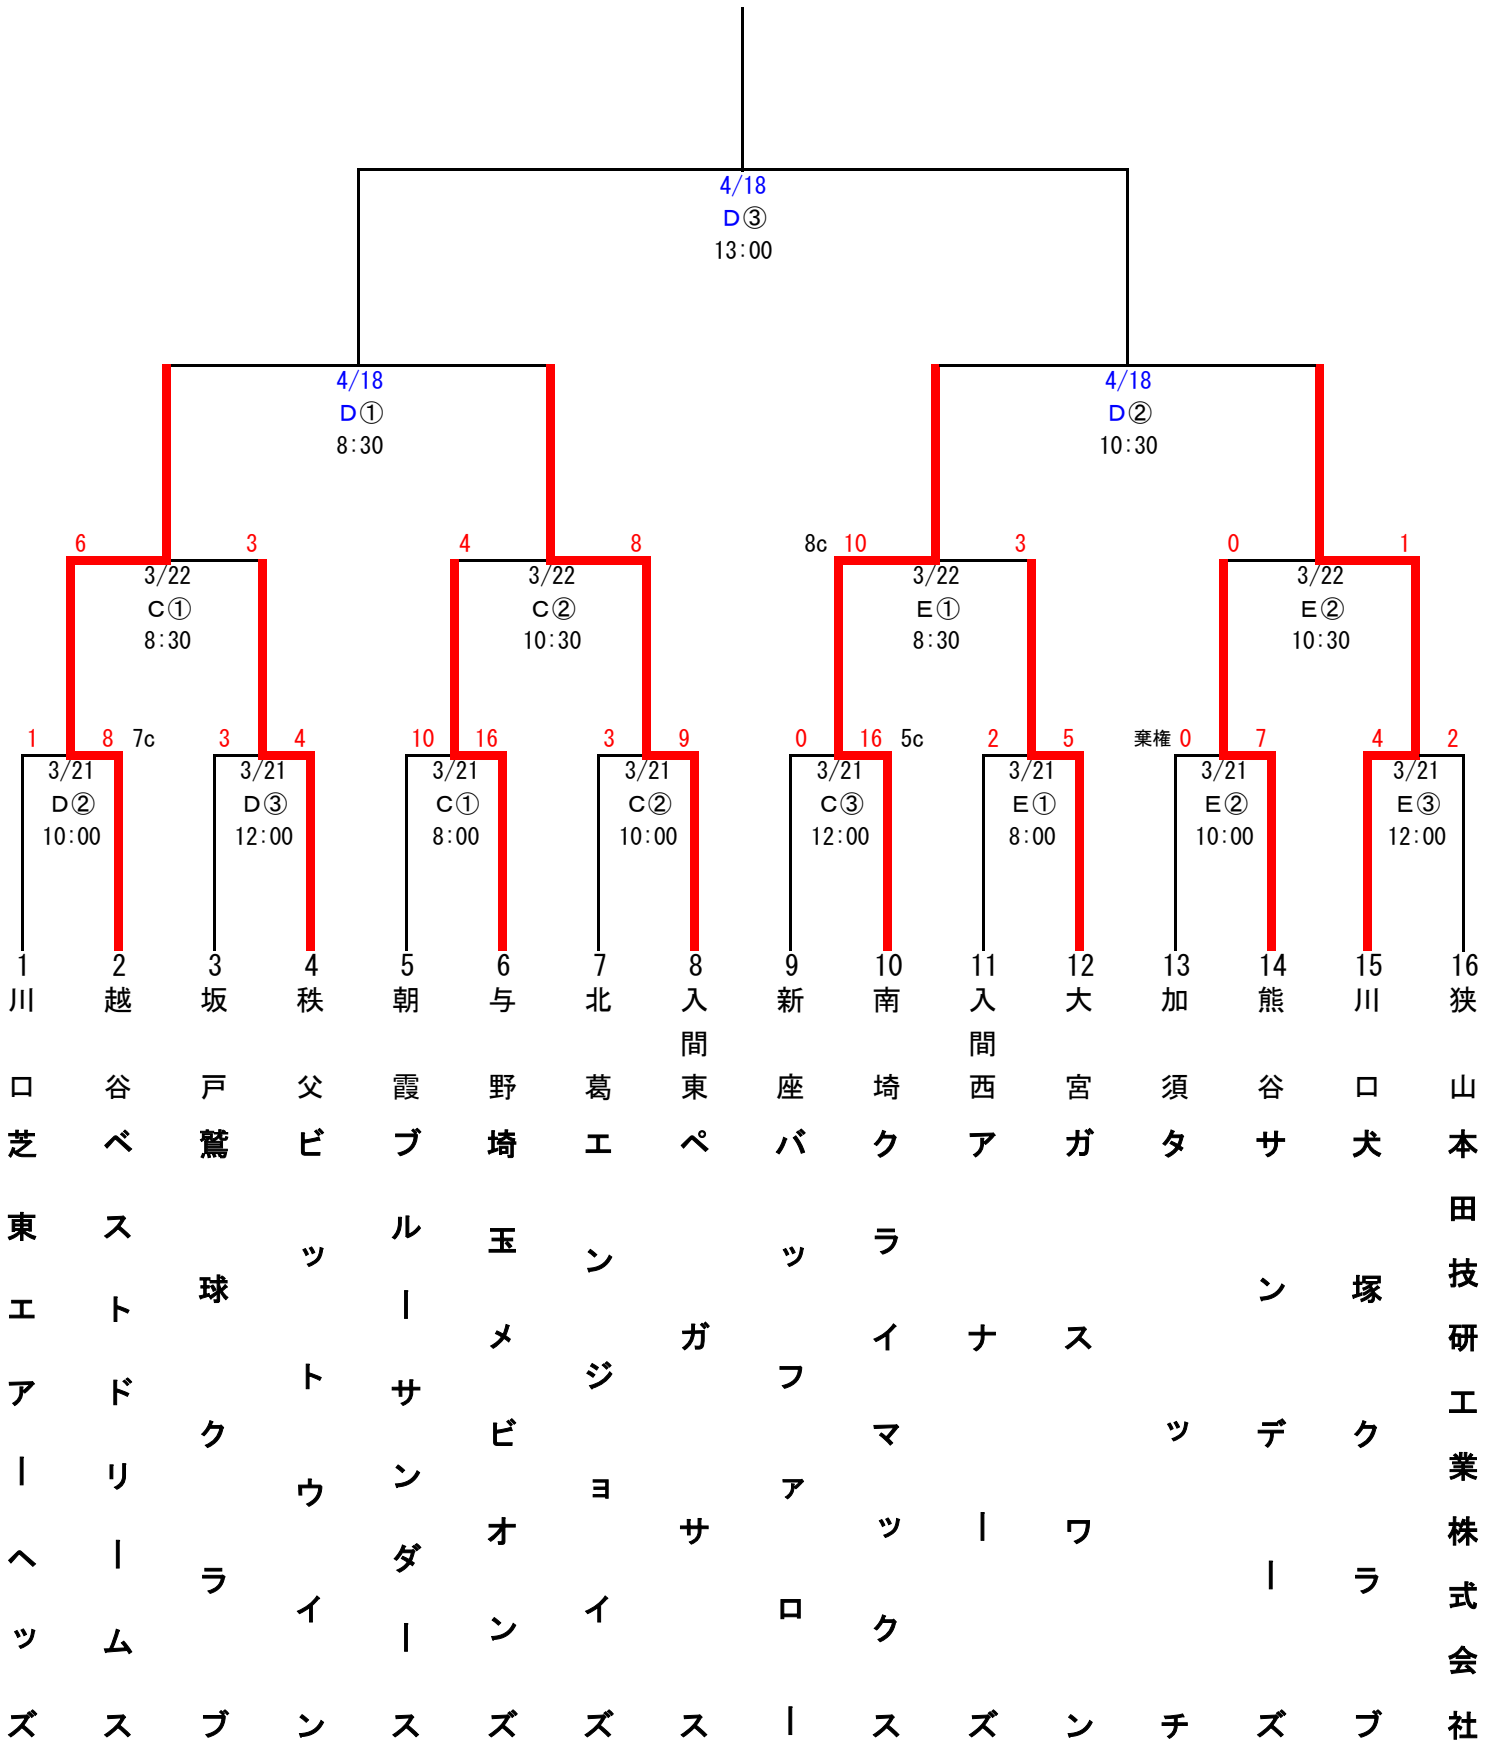 4/18
D③
13:00
4/18
D①
8:30
4/18
D②
10:30
6 3 4 8 8c 10 3 0 1
3/22 3/22 3/22 3/22
C① C② E① E②
8:30 10:30 8:30 10:30
1 8 7c 3 4 10 16 3 9 0 16 5c 2 5 棄権 0 7 4 2
3/21 3/21 3/21 3/21 3/21 3/21 3/21 3/21
D② D③ C① C② C③ E① E② E③
10:00 12:00 8:00 10:00 12:00 8:00 10:00 12:00
1 川口 芝東エアーヘッズ
2 越谷 ベストドリームス
3 坂戸 鷲球クラブ
4 秩父 ビットウイン
5 朝霞 ブルーサンダース
6 与野 埼玉メビオンズ
7 北葛 エンジョイズ
8 入間東 ペガサス
9 新座 バッファロー
10 南埼 クライマックス
11 入間西 アナーズ
12 大宮 ガスワン
13 加須 タッチ
14 熊谷 サンデーズ
15 川口 犬塚クラブ
16 狭山 本田技研工業株式会社